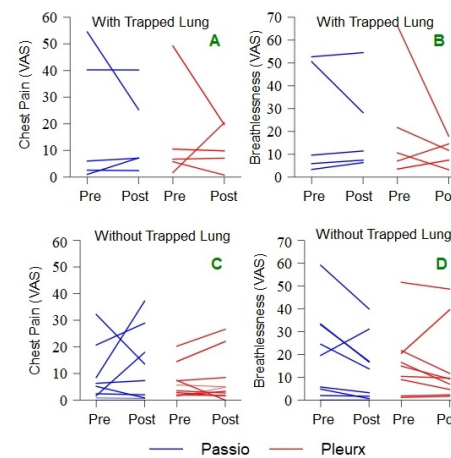 With Trapped Lung
A
Chest Pain (VAS)
60
50
40
30
20
10
0
Pre Post Pre Post
With Trapped Lung
B
Breathlessness (VAS)
70
60
50
40
30
20
10
0
Pre Post Pre Post
Without Trapped Lung
C
Chest Pain (VAS)
60
50
40
30
20
10
0
Pre Post Pre Post
Without Trapped Lung
D
Breathlessness (VAS)
70
60
50
40
30
20
10
0
Pre Post Pre Post
Passio Pleurx